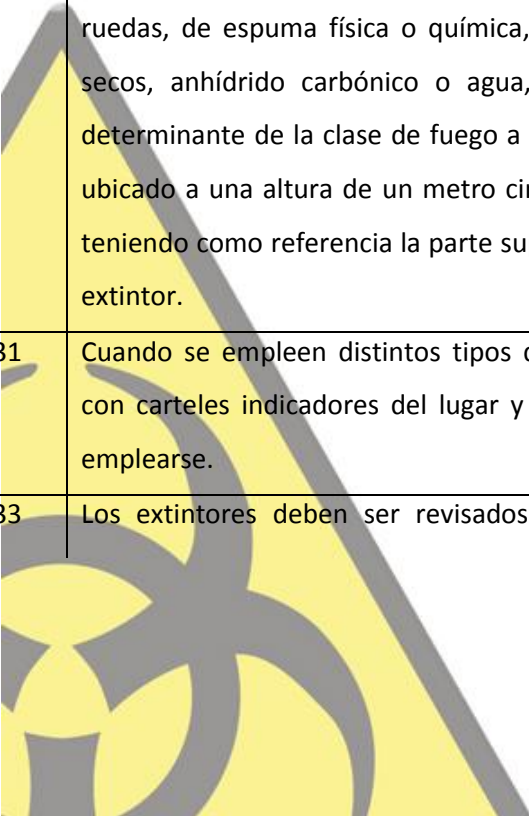 ruedas, de espuma física o química,
secos, anhídrido carbónico o agua,
determinante de la clase de fuego a
ubicado a una altura de un metro
teniendo como referencia la parte
extintor.
31 Cuando se empleen distintos tipos
con carteles indicadores del lugar y
emplearse.
33 Los extintores deben ser revisados